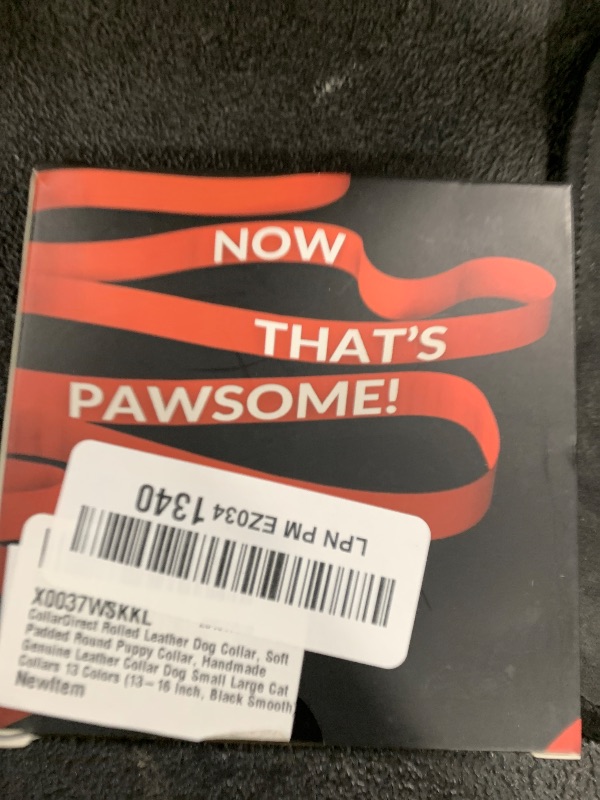 NOW
THAT'S
PAWSOME!
LPN PM EZ034 1340
X0037WSKKL
CollarDirect Rolled Leather Dog Collar, Soft
Padded Round Puppy Collar, Handmade
Genuine Leather Collar Dog Small Large Cat
Collars 13 Colors (13-16 Inch, Black Smooth
NewItem